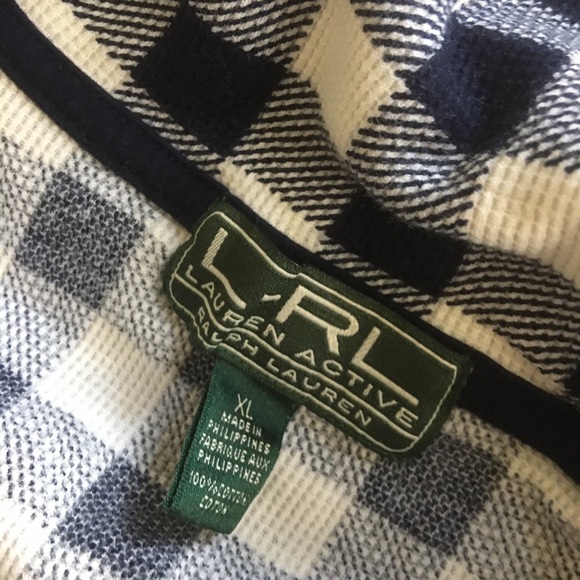 L-RL
LAUREN ACTIVE
RALPH LAUREN
XL
MADE IN
PHILIPPINES
FABRIQUE AUX
PHILIPPINES
100% COTTON
COTON